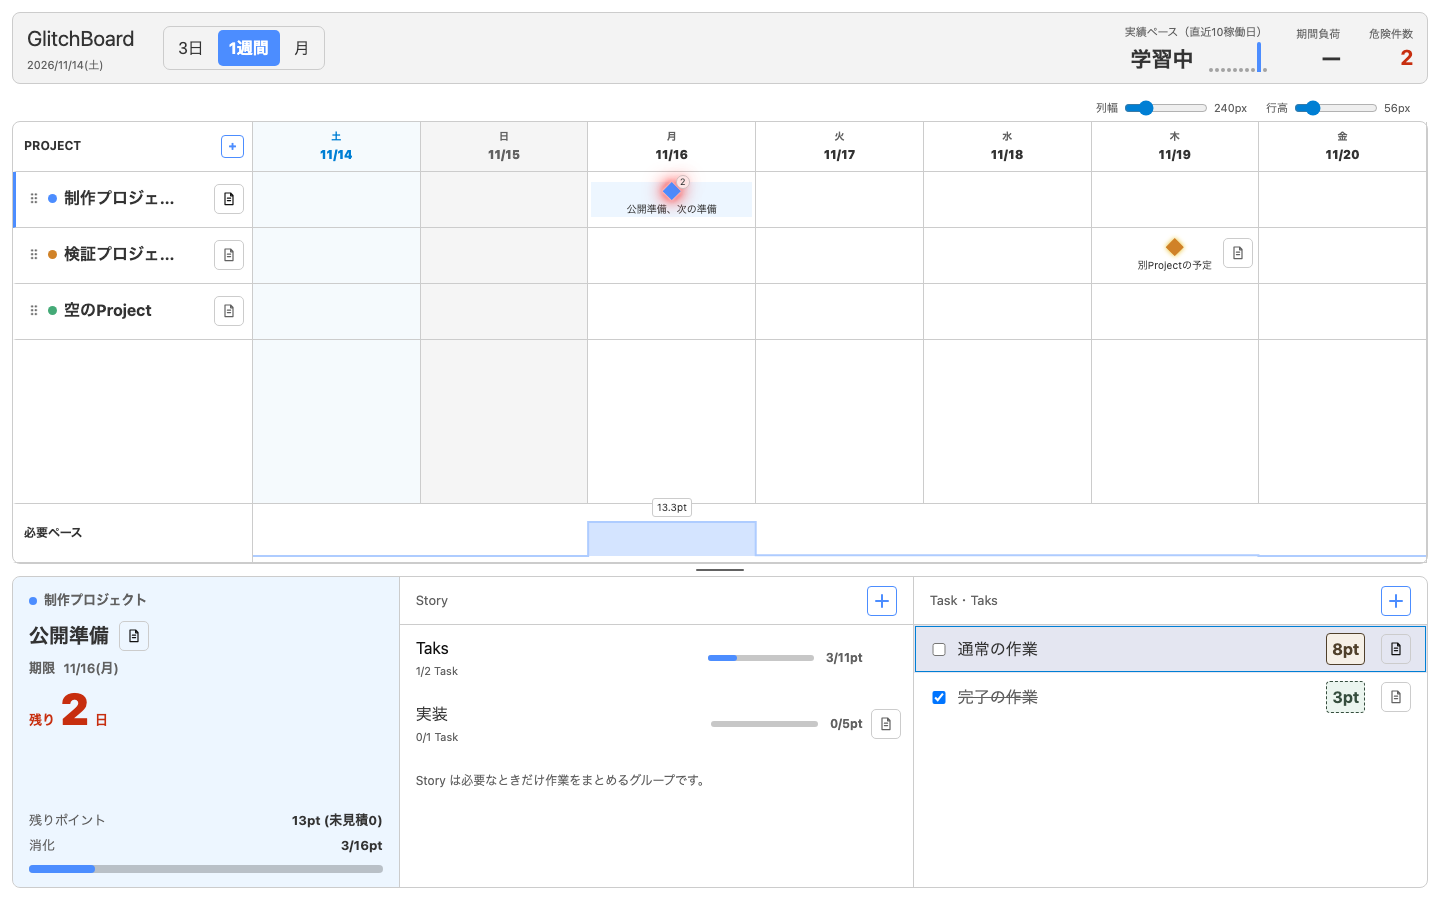 GlitchBoard
2026/11/14(土)
3日 1週間 月
実績ペース（直近10稼働日）
学習中
期間負荷
—
危険件数
2
列幅 240px 行高 56px
PROJECT +
土 日 月 火 水 木 金
11/14 11/15 11/16 11/17 11/18 11/19 11/20
制作プロジェ...
2
公開準備、次の準備
検証プロジェ...
別Projectの予定
空のProject
必要ペース
13.3pt
制作プロジェクト
公開準備
期限 11/16(月)
残り 2 日
残りポイント 13pt (未見積0)
消化 3/16pt
Story +
Taks
1/2 Task
3/11pt
実装
0/1 Task
0/5pt
Story は必要なときだけ作業をまとめるグループです。
Task · Taks +
通常の作業 8pt
完了の作業 3pt